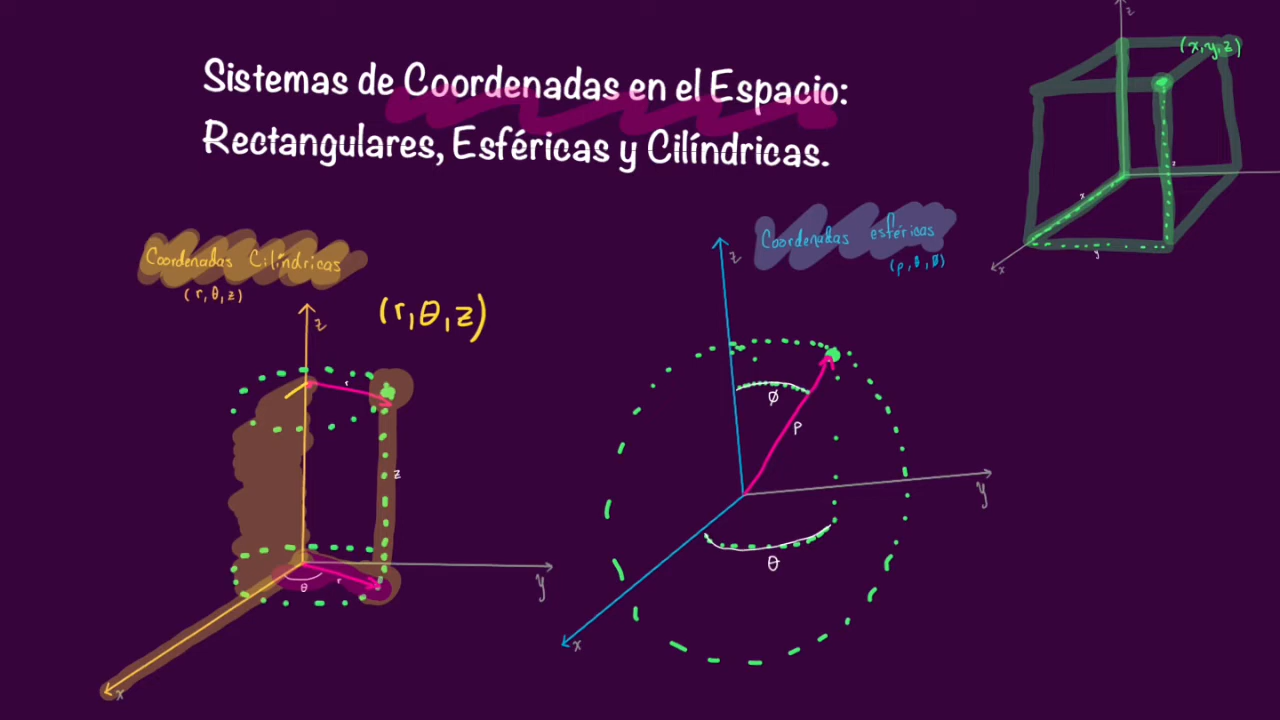 Sistemas de Coordenadas en el Espacio:
Rectangulares, Esféricas y Cilíndricas.
z
(x,y,z)
z
x
y
x
Coordenadas Cilíndricas
(r,θ,z)
(r,θ,z)
z
r
z
θ
r
y
x
Coordenadas esféricas
(ρ,θ,Ø)
z
Ø
ρ
y
θ
x